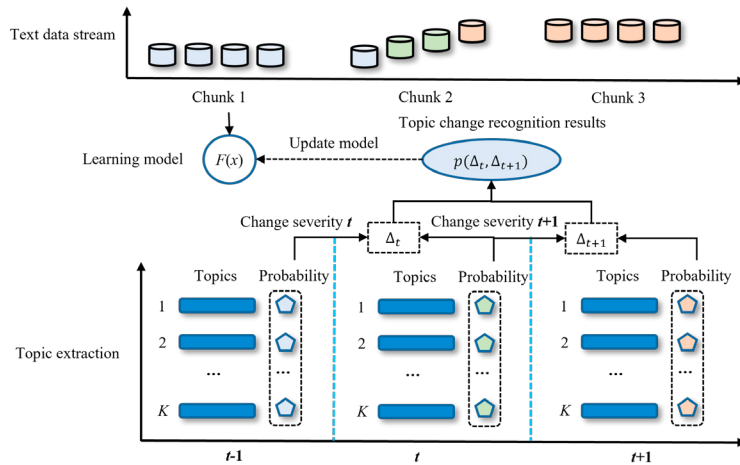 Text data stream
Chunk 1
Chunk 2
Chunk 3
Topic change recognition results
Learning model
F(x)
Update model
p(Δt, Δt+1)
Change severity t
Δt
Change severity t+1
Δt+1
Topics
Probability
Topics
Probability
Topics
Probability
1
1
1
Topic extraction
2
2
2
...
...
...
...
...
...
K
K
K
t-1
t
t+1